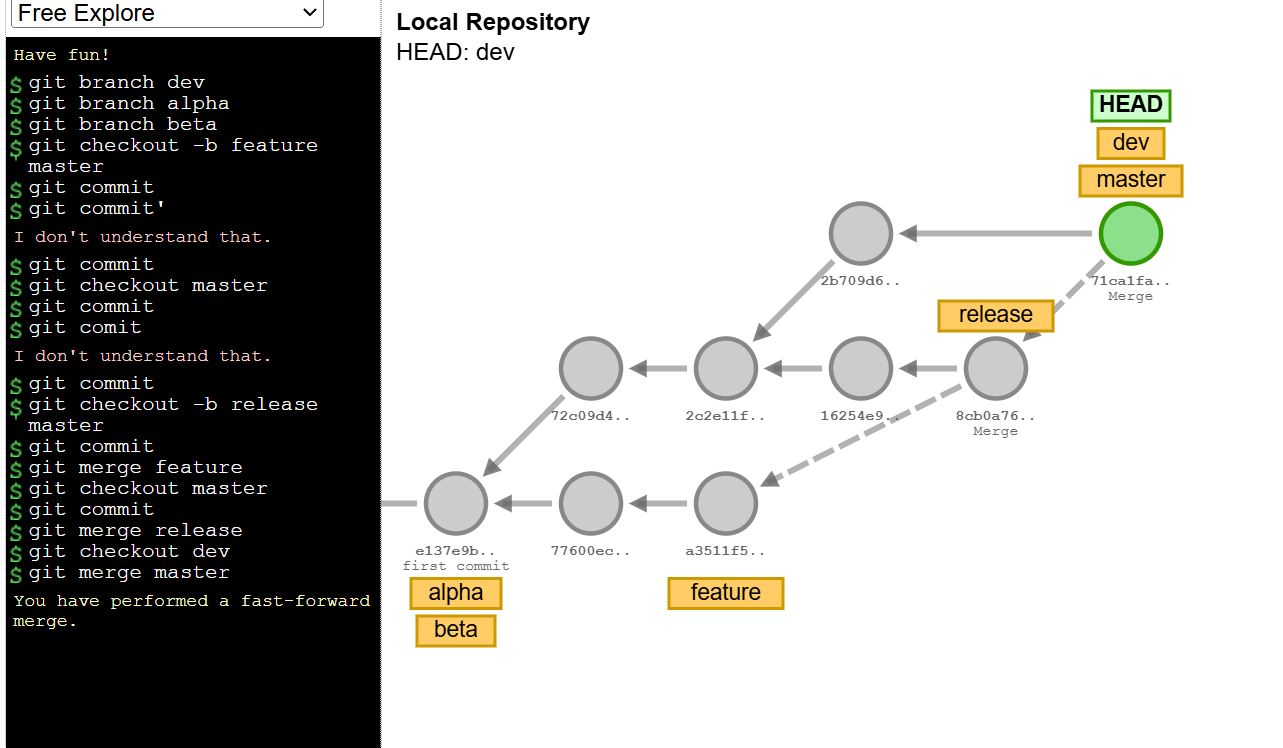 Free Explore
Have fun!
$ git branch dev
$ git branch alpha
$ git branch beta
$ git checkout -b feature
master
$ git commit
$ git commit'
I don't understand that.
$ git commit
$ git checkout master
$ git commit
$ git comit
I don't understand that.
$ git commit
$ git checkout -b release
master
$ git commit
$ git merge feature
$ git checkout master
$ git commit
$ git merge release
$ git checkout dev
$ git merge master
You have performed a fast-forward
merge.
Local Repository
HEAD: dev
HEAD
dev
master
2b709d6..
71ca1fa..
Merge
release
72c09d4..
2c2e11f..
16254e9..
8cb0a76..
Merge
e137e9b..
first commit
77600ec..
a3511f5..
alpha
feature
beta